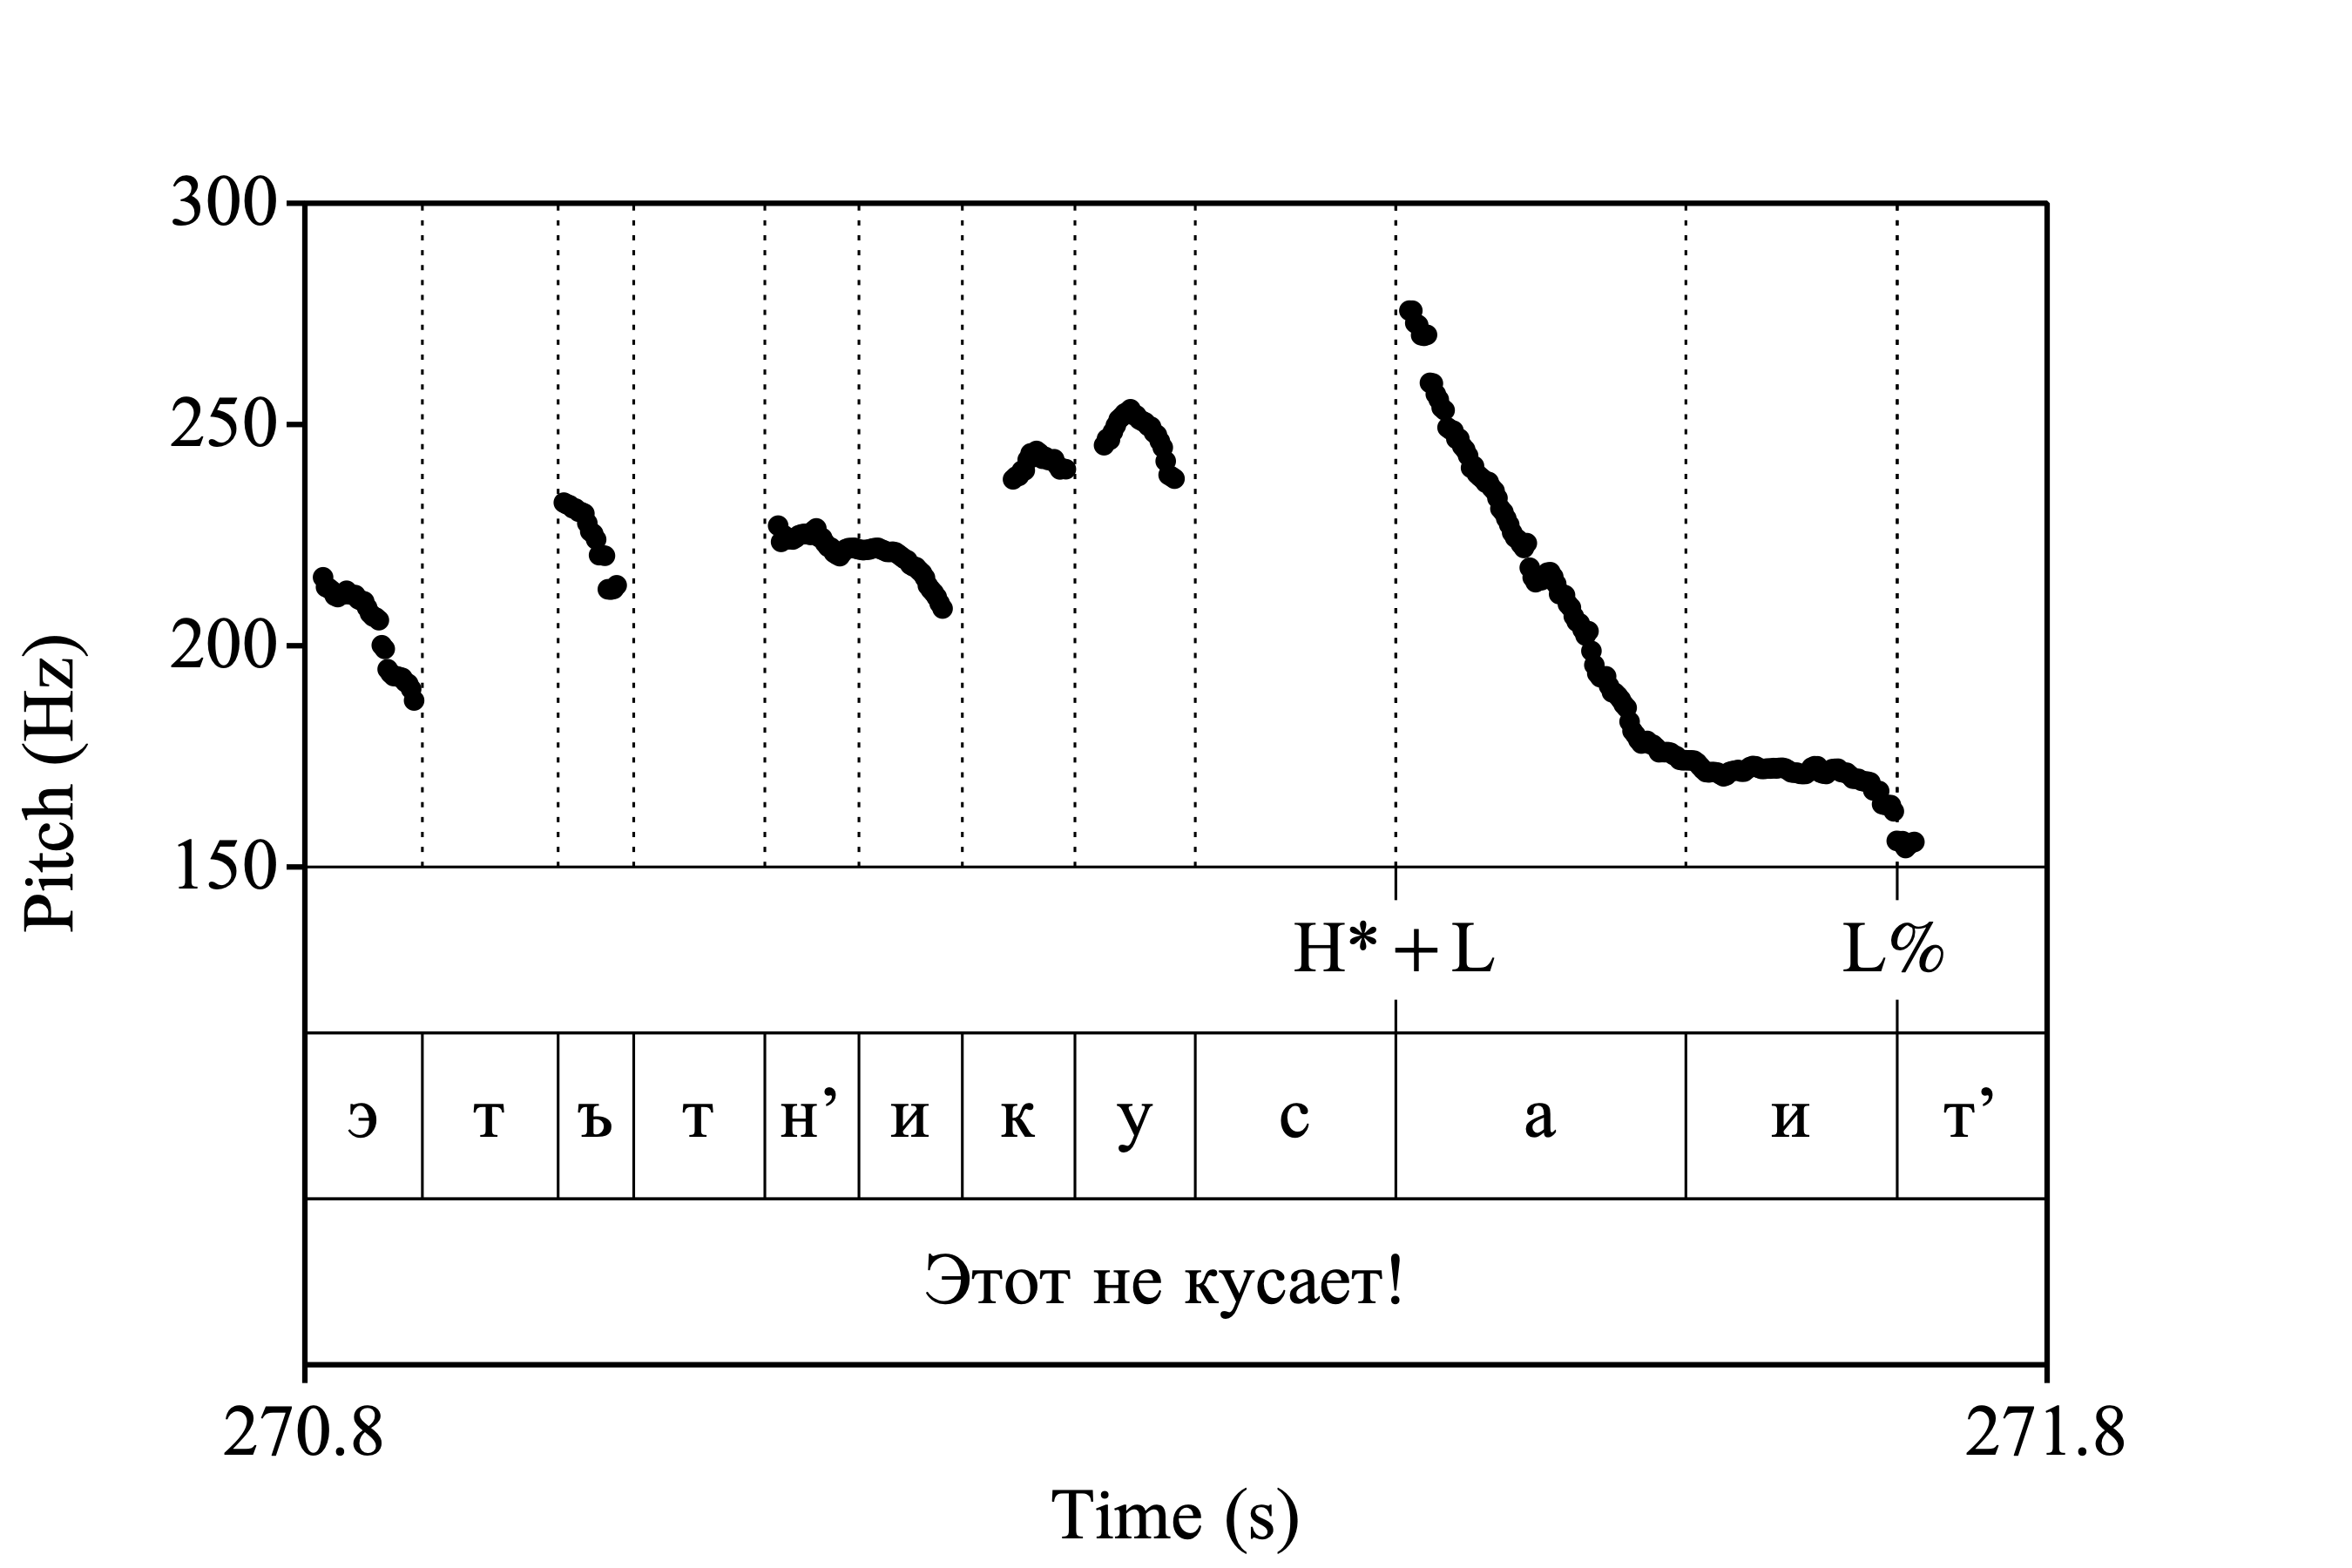 300
250
200
150
Pitch (Hz)
H*+L L%
э т ъ т н’ и к у с а и т’
Этот не кусает!
270.8 271.8
Time (s)